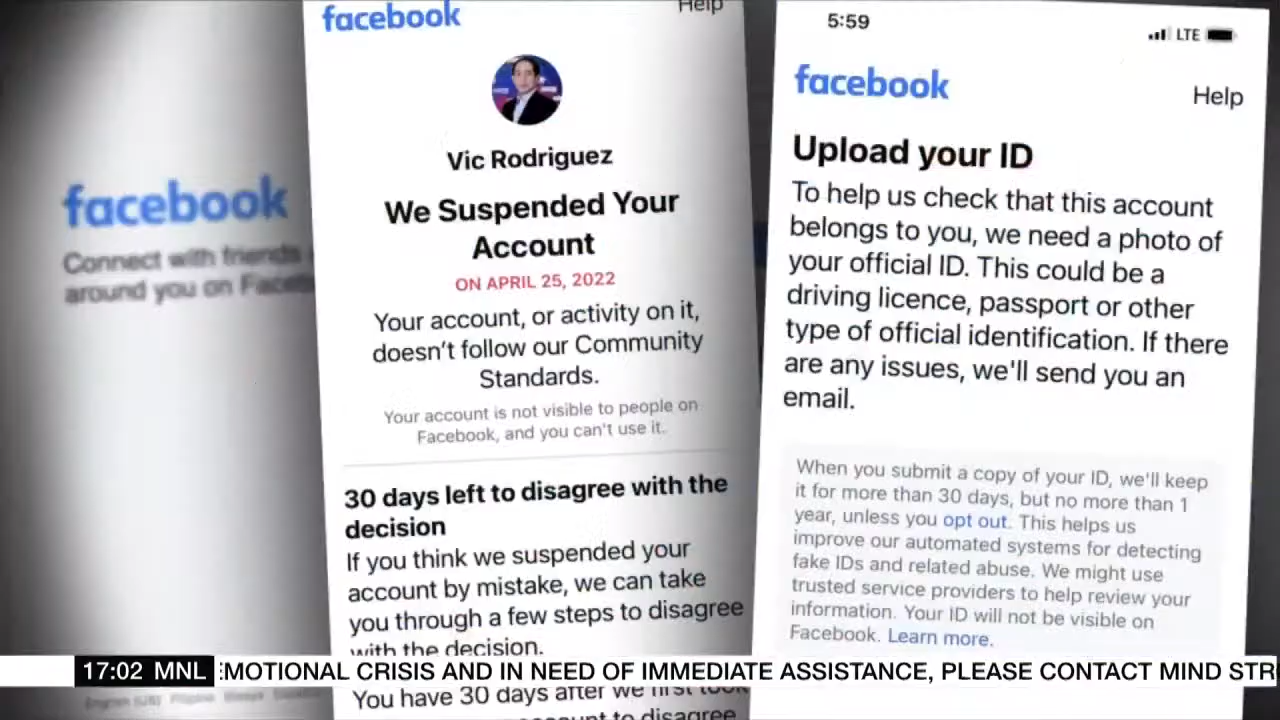 facebook
Connect with friends
around you on Faceb
facebook
Help
Vic Rodriguez
We Suspended Your
Account
ON APRIL 25, 2022
Your account, or activity on it,
doesn't follow our Community
Standards.
Your account is not visible to people on
Facebook, and you can't use it.
30 days left to disagree with the
decision
If you think we suspended your
account by mistake, we can take
you through a few steps to disagree
with the decision.
You have 30 days after we first took
to disagree
5:59
LTE
facebook
Help
Upload your ID
To help us check that this account
belongs to you, we need a photo of
your official ID. This could be a
driving licence, passport or other
type of official identification. If there
are any issues, we'll send you an
email.
When you submit a copy of your ID, we'll keep
it for more than 30 days, but no more than 1
year, unless you opt out. This helps us
improve our automated systems for detecting
fake IDs and related abuse. We might use
trusted service providers to help review your
information. Your ID will not be visible on
Facebook. Learn more.
17:02 MNL
EMOTIONAL CRISIS AND IN NEED OF IMMEDIATE ASSISTANCE, PLEASE CONTACT MIND STR